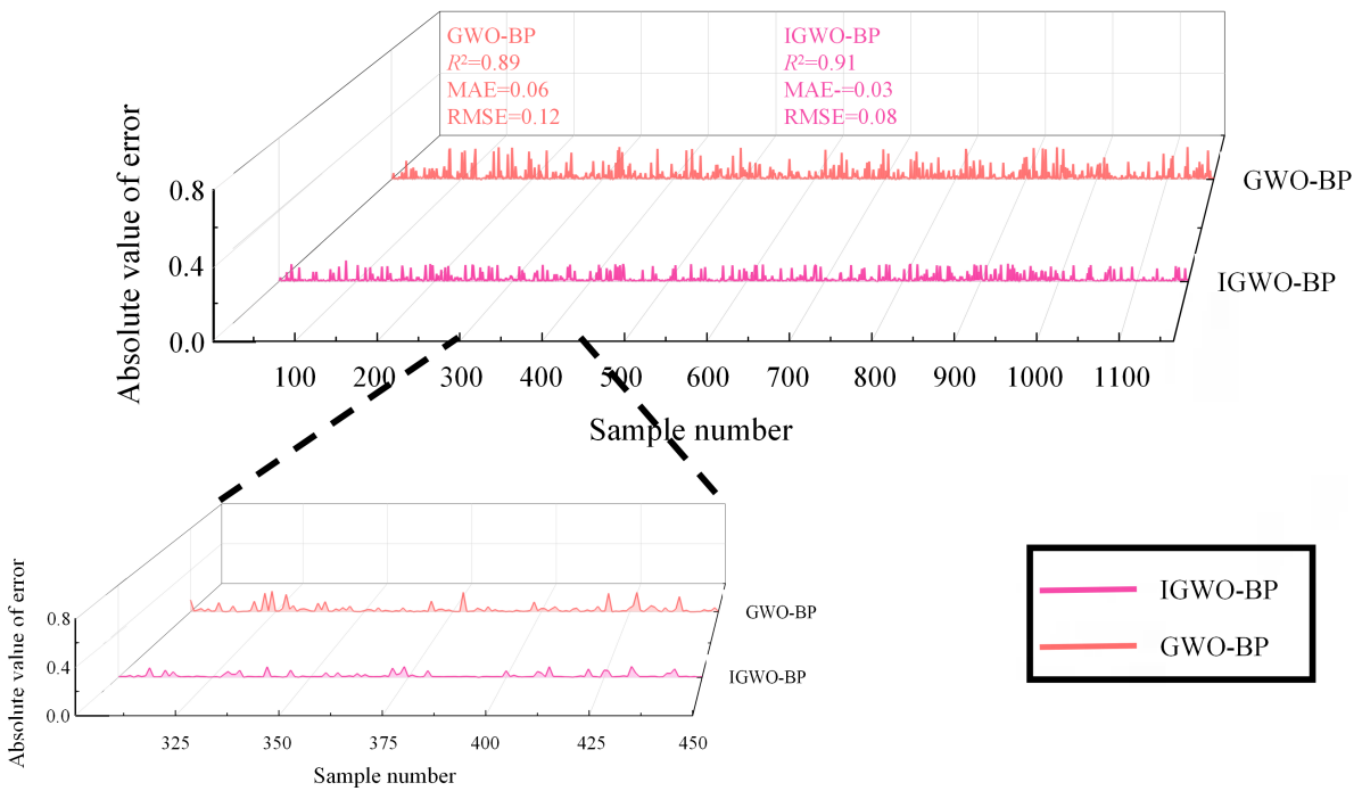 GWO-BP
R²=0.89
MAE=0.06
RMSE=0.12
IGWO-BP
R²=0.91
MAE-=0.03
RMSE=0.08
Absolute value of error
0.8
0.4
0.0
GWO-BP
IGWO-BP
100 200 300 400 500 600 700 800 900 1000 1100
Sample number
Absolute value of error
0.8
0.4
0.0
GWO-BP
IGWO-BP
325 350 375 400 425 450
Sample number
IGWO-BP
GWO-BP